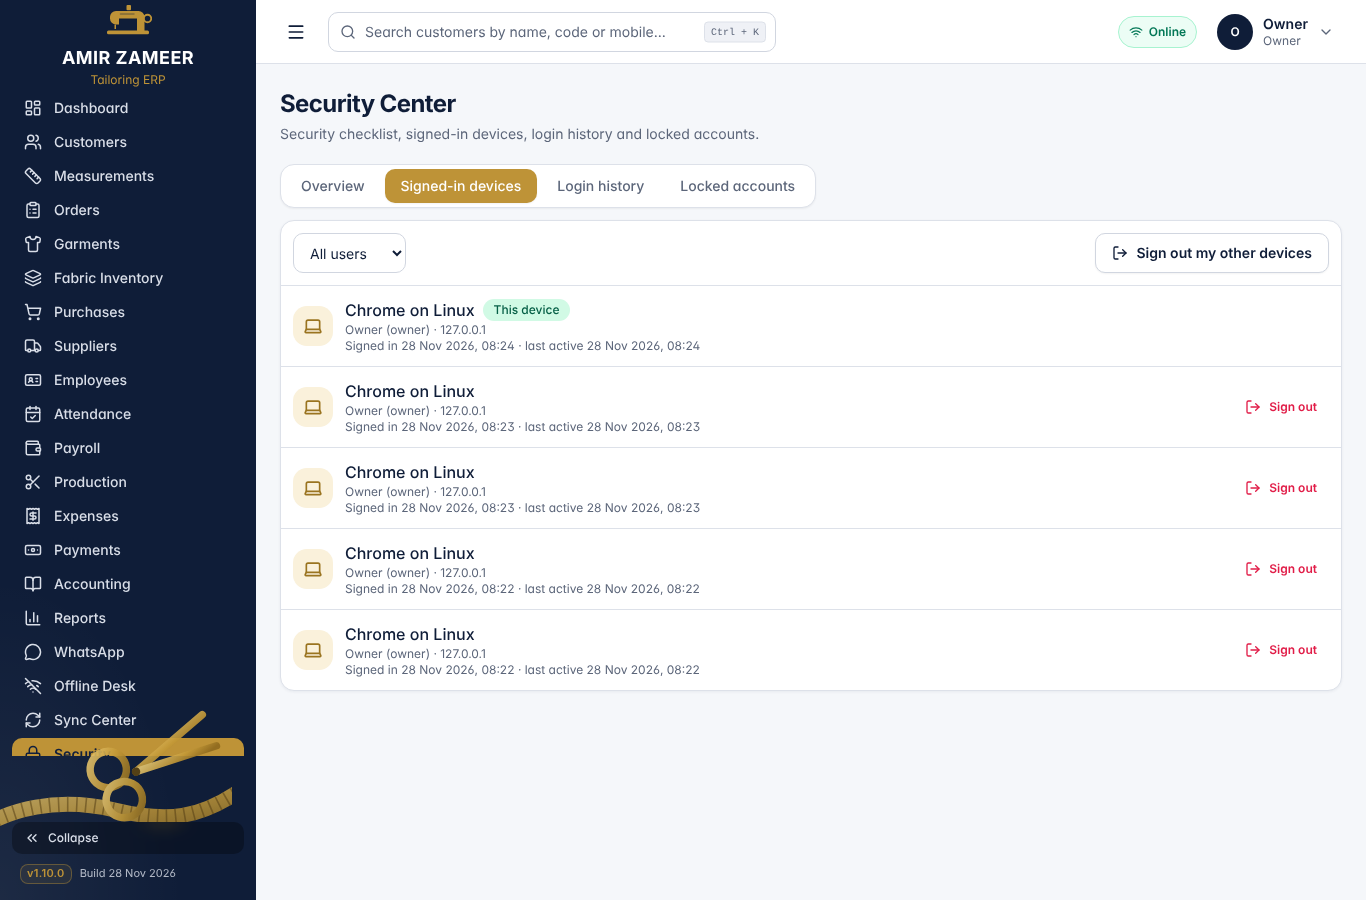 AMIR ZAMEER
Tailoring ERP
Dashboard
Customers
Measurements
Orders
Garments
Fabric Inventory
Purchases
Suppliers
Employees
Attendance
Payroll
Production
Expenses
Payments
Accounting
Reports
WhatsApp
Offline Desk
Sync Center
Collapse
v1.10.0 Build 28 Nov 2026
Search customers by name, code or mobile... Ctrl + K
Online
O
Owner
Owner
Security Center
Security checklist, signed-in devices, login history and locked accounts.
Overview Signed-in devices Login history Locked accounts
All users Sign out my other devices
Chrome on Linux This device
Owner (owner) · 127.0.0.1
Signed in 28 Nov 2026, 08:24 · last active 28 Nov 2026, 08:24
Chrome on Linux
Owner (owner) · 127.0.0.1
Signed in 28 Nov 2026, 08:23 · last active 28 Nov 2026, 08:23
Sign out
Chrome on Linux
Owner (owner) · 127.0.0.1
Signed in 28 Nov 2026, 08:23 · last active 28 Nov 2026, 08:23
Sign out
Chrome on Linux
Owner (owner) · 127.0.0.1
Signed in 28 Nov 2026, 08:22 · last active 28 Nov 2026, 08:22
Sign out
Chrome on Linux
Owner (owner) · 127.0.0.1
Signed in 28 Nov 2026, 08:22 · last active 28 Nov 2026, 08:22
Sign out